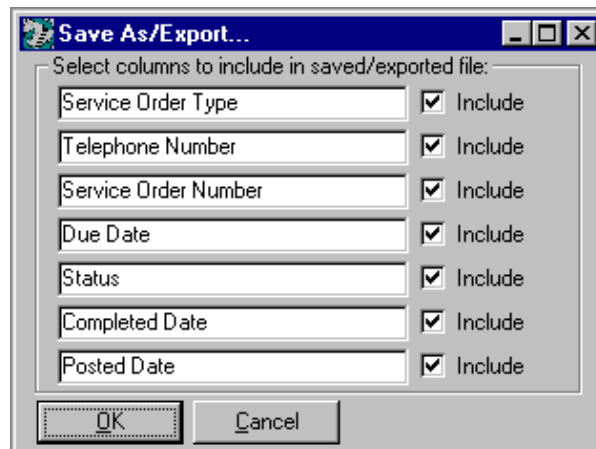 Save As/Export...
Select columns to include in saved/exported file:
Service Order Type Include
Telephone Number Include
Service Order Number Include
Due Date Include
Status Include
Completed Date Include
Posted Date Include
OK Cancel